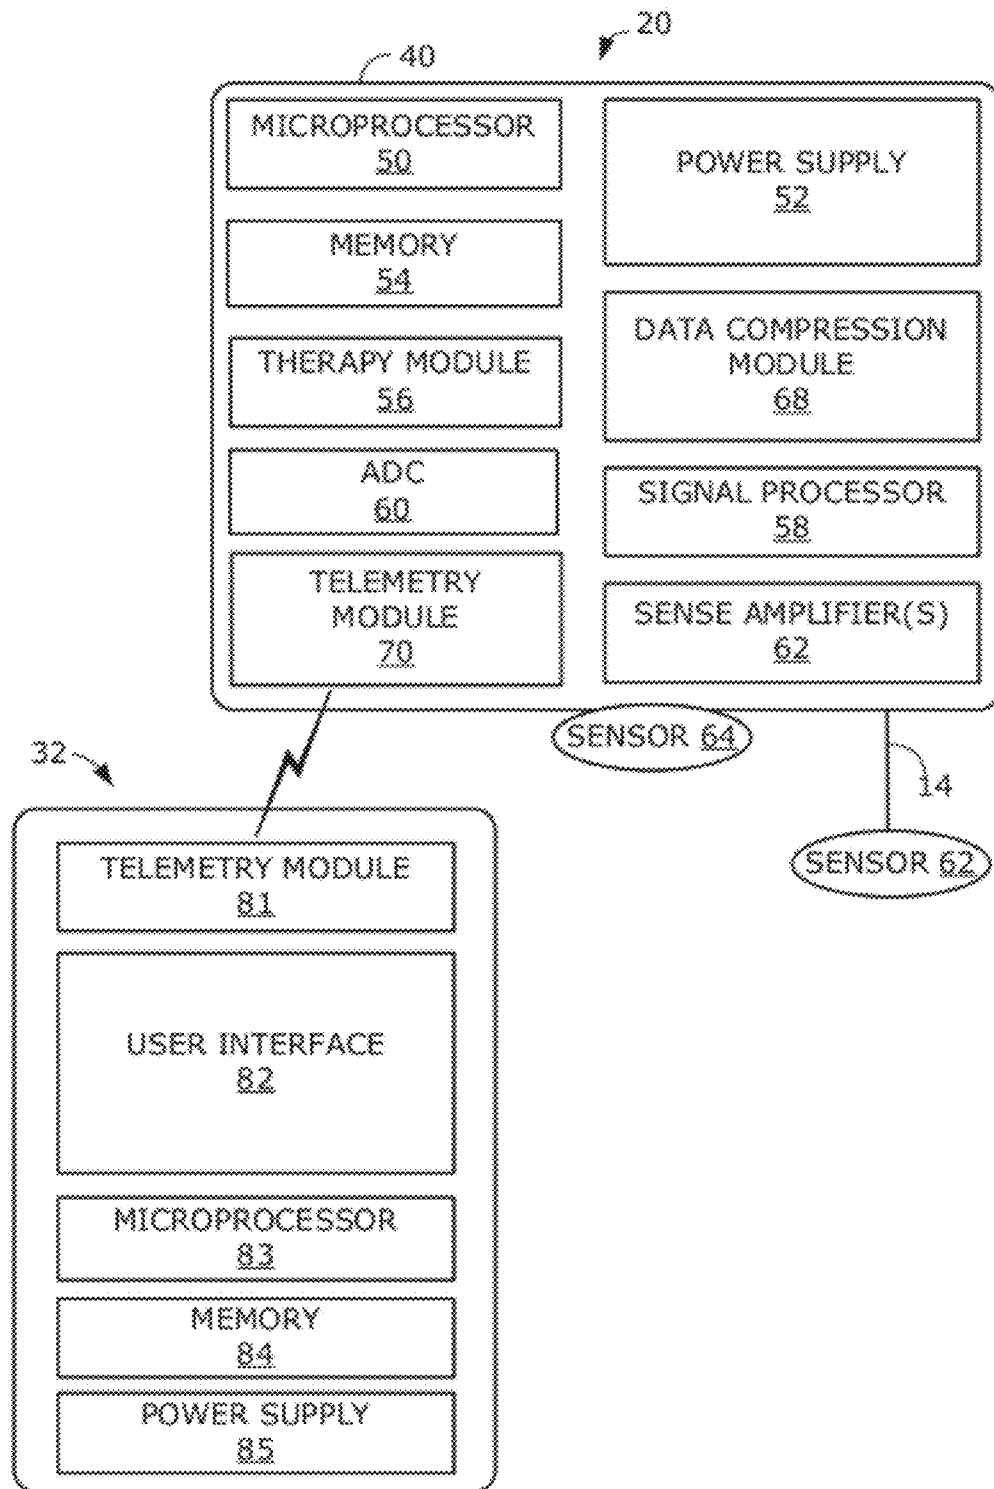 20
40
MICROPROCESSOR
50
POWER SUPPLY
52
MEMORY
54
DATA COMPRESSION
MODULE
68
THERAPY MODULE
56
ADC
60
SIGNAL PROCESSOR
58
TELEMETRY
MODULE
70
SENSE AMPLIFIER(S)
62
SENSOR 64
14
SENSOR 62
32
TELEMETRY MODULE
81
USER INTERFACE
82
MICROPROCESSOR
83
MEMORY
84
POWER SUPPLY
85